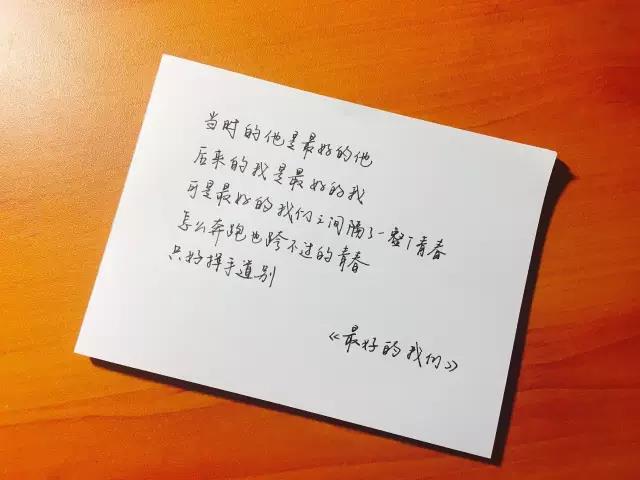 当时的他是最好的他
后来的我是最好的我
可是最好的我们之间隔了一整个青春
怎么奔跑也跨不过的青春
只好挥手道别
《最好的我们》